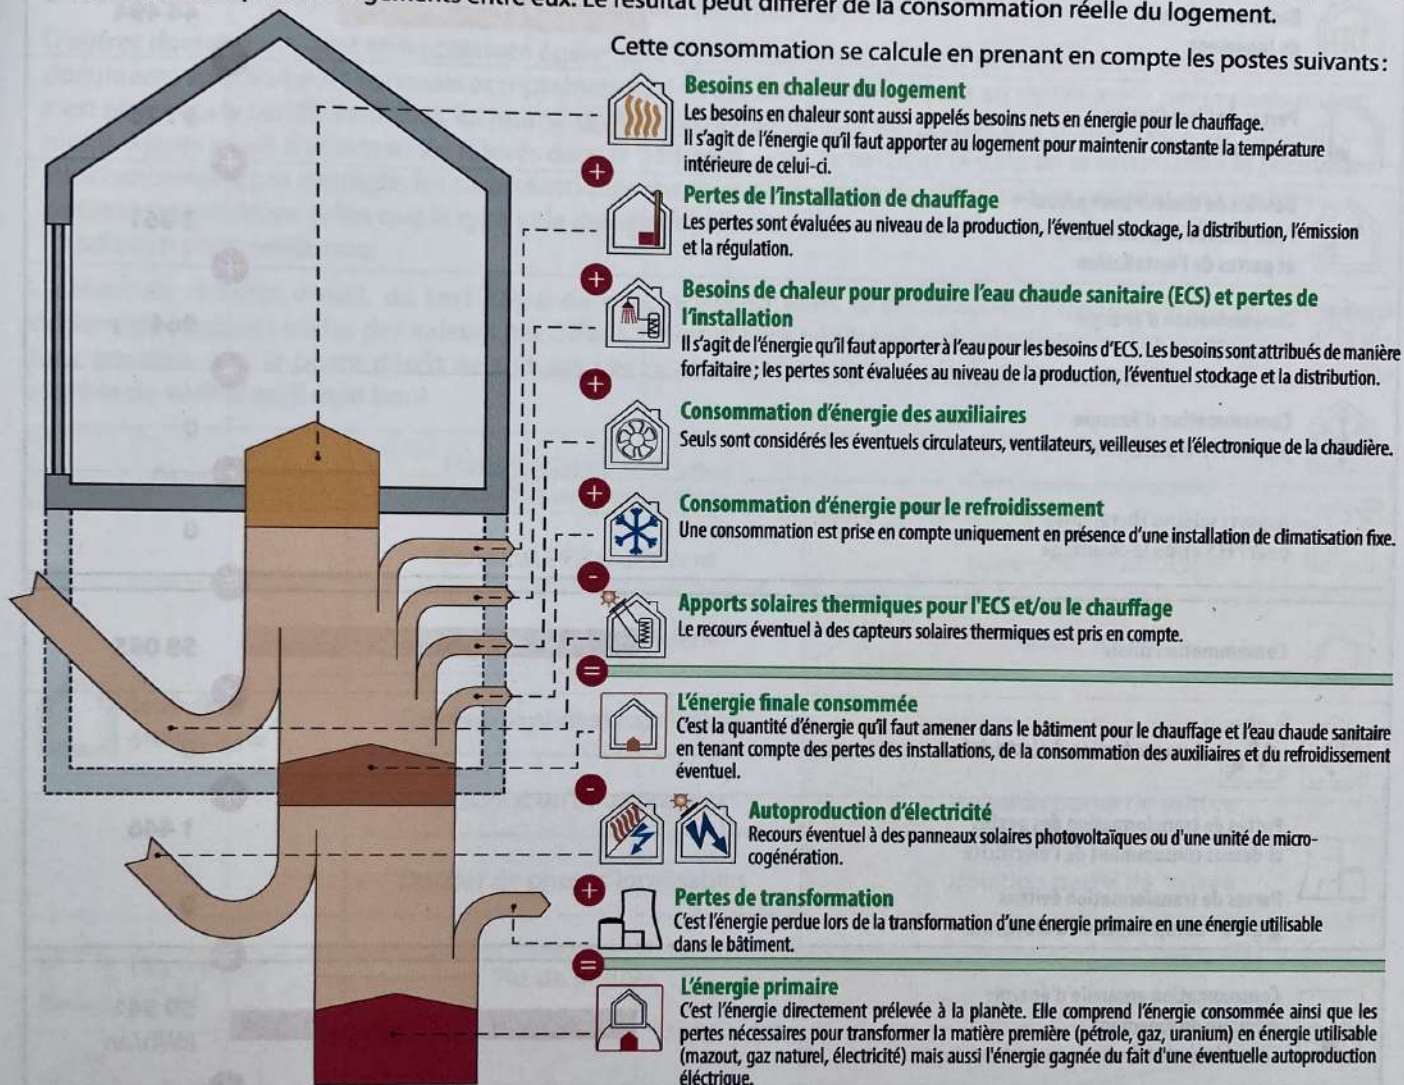 logements entre eux. Le résultat peut différer de la consommation réelle du logement.
Cette consommation se calcule en prenant en compte les postes suivants :
Besoins en chaleur du logement
Les besoins en chaleur sont aussi appelés besoins nets en énergie pour le chauffage.
Il s'agit de l'énergie qu'il faut apporter au logement pour maintenir constante la température
intérieure de celui-ci.
+
Pertes de l'installation de chauffage
Les pertes sont évaluées au niveau de la production, l'éventuel stockage, la distribution, l'émission
et la régulation.
+
Besoins de chaleur pour produire l'eau chaude sanitaire (ECS) et pertes de
l'installation
Il s'agit de l'énergie qu'il faut apporter à l'eau pour les besoins d'ECS. Les besoins sont attribués de manière
forfaitaire ; les pertes sont évaluées au niveau de la production, l'éventuel stockage et la distribution.
+
Consommation d'énergie des auxiliaires
Seuls sont considérés les éventuels circulateurs, ventilateurs, veilleuses et l'électronique de la chaudière.
+
Consommation d'énergie pour le refroidissement
Une consommation est prise en compte uniquement en présence d'une installation de climatisation fixe.
-
Apports solaires thermiques pour l'ECS et/ou le chauffage
Le recours éventuel à des capteurs solaires thermiques est pris en compte.
=
L'énergie finale consommée
C'est la quantité d'énergie qu'il faut amener dans le bâtiment pour le chauffage et l'eau chaude sanitaire
en tenant compte des pertes des installations, de la consommation des auxiliaires et du refroidissement
éventuel.
-
Autoproduction d'électricité
Recours éventuel à des panneaux solaires photovoltaïques ou d'une unité de micro-
cogénération.
+
Pertes de transformation
C'est l'énergie perdue lors de la transformation d'une énergie primaire en une énergie utilisable
dans le bâtiment.
=
L'énergie primaire
C'est l'énergie directement prélevée à la planète. Elle comprend l'énergie consommée ainsi que les
pertes nécessaires pour transformer la matière première (pétrole, gaz, uranium) en énergie utilisable
(mazout, gaz naturel, électricité) mais aussi l'énergie gagnée du fait d'une éventuelle autoproduction
éléctrique.